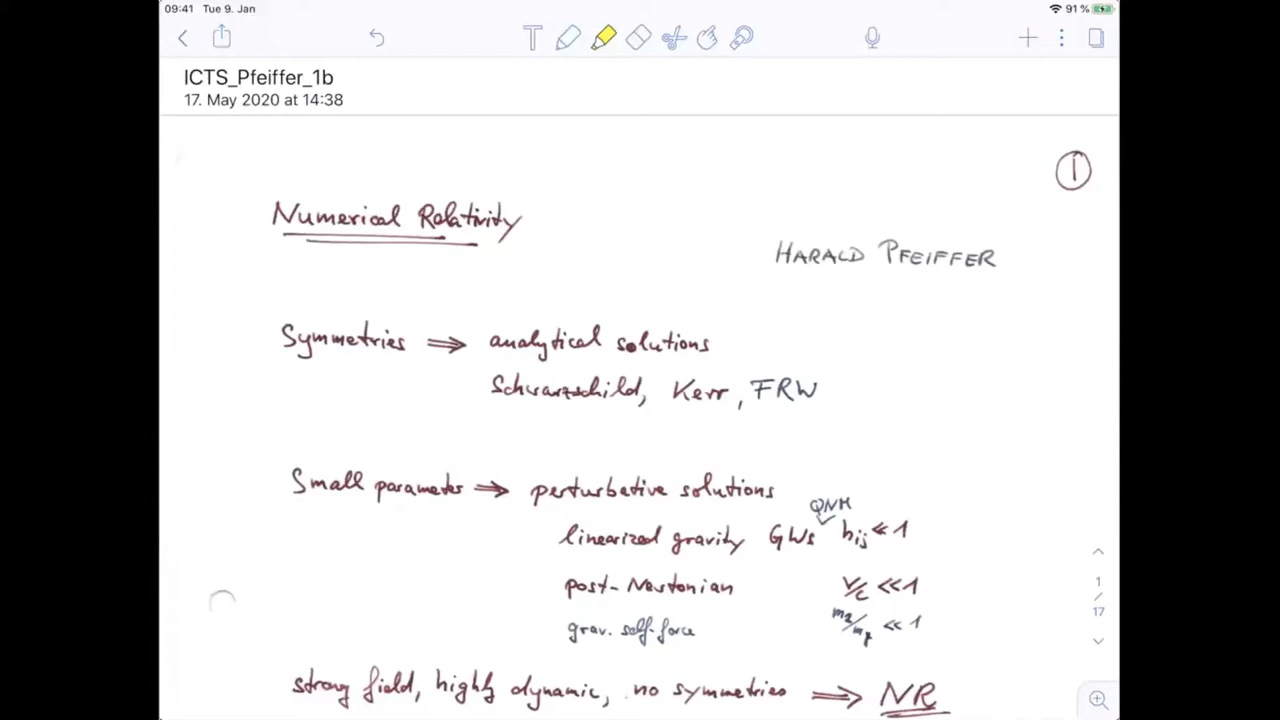 09:41 Tue 9. Jan 91 %
ICTS_Pfeiffer_1b
17. May 2020 at 14:38
1
Numerical Relativity
HARALD PFEIFFER
Symmetries ⇒ analytical solutions
Schwarzschild, Kerr, FRW
Small parameter ⇒ perturbative solutions
QNM
linearized gravity GWs hij << 1
post-Newtonian v/c << 1
grav. self-force m2/m1 << 1
1
/
17
strong field, highly dynamic, no symmetries ⇒ NR